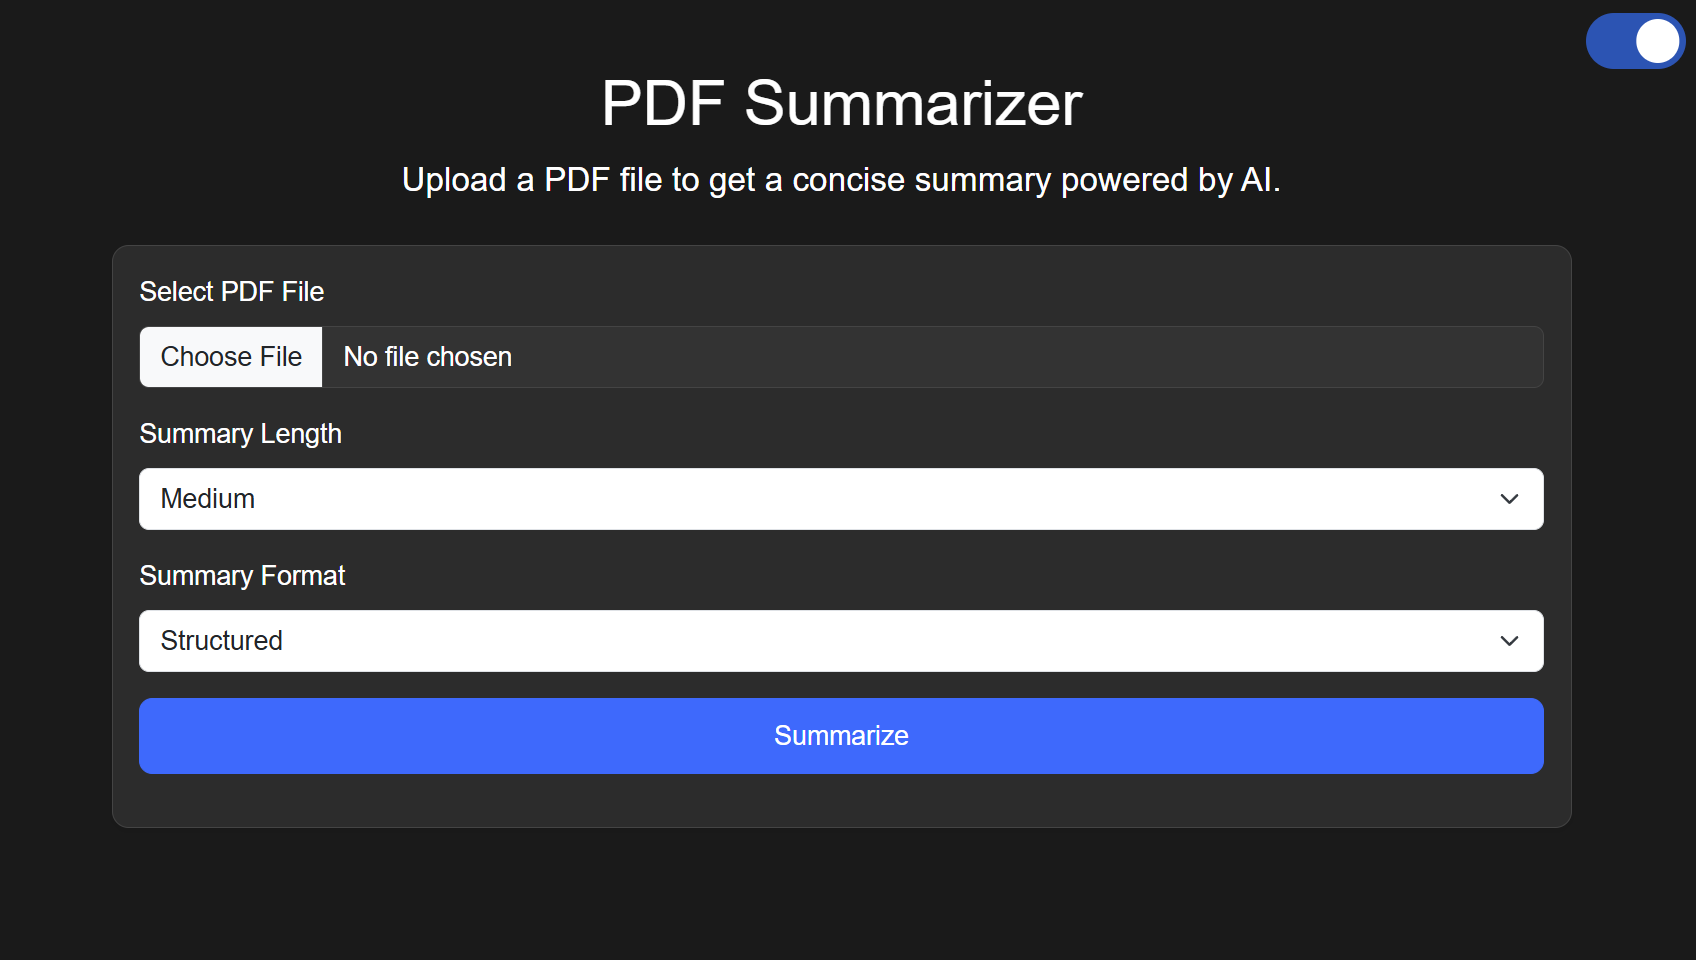 PDF Summarizer
Upload a PDF file to get a concise summary powered by AI.
Select PDF File
Choose File No file chosen
Summary Length
Medium
Summary Format
Structured
Summarize